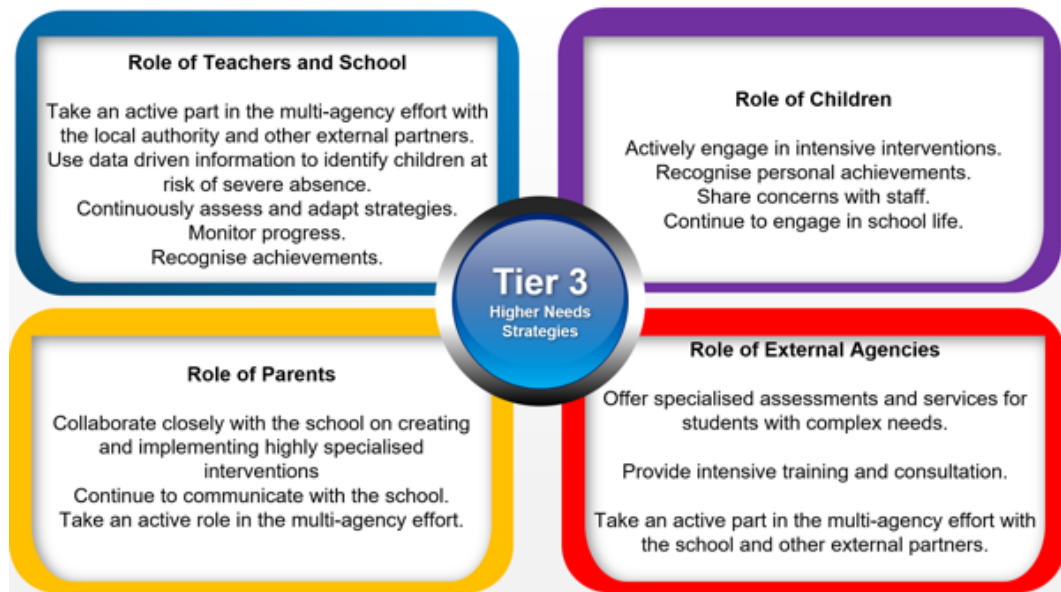 Role of Teachers and School
Take an active part in the multi-agency effort with
the local authority and other external partners.
Use data driven information to identify children at
risk of severe absence.
Continuously assess and adapt strategies.
Monitor progress.
Recognise achievements.
Role of Children
Actively engage in intensive interventions.
Recognise personal achievements.
Share concerns with staff.
Continue to engage in school life.
Tier 3
Higher Needs
Strategies
Role of Parents
Collaborate closely with the school on creating
and implementing highly specialised
interventions
Continue to communicate with the school.
Take an active role in the multi-agency effort.
Role of External Agencies
Offer specialised assessments and services for
students with complex needs.
Provide intensive training and consultation.
Take an active part in the multi-agency effort with
the school and other external partners.